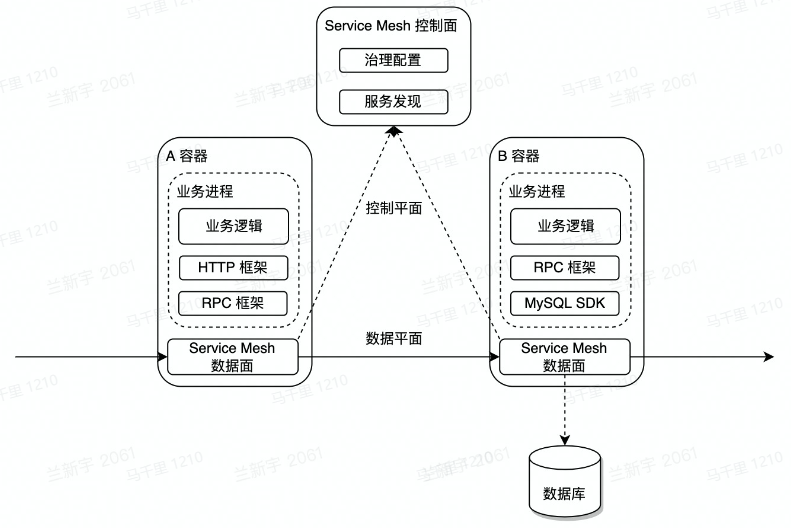 Service Mesh 控制面
治理配置
服务发现
A 容器
业务进程
业务逻辑
HTTP 框架
RPC 框架
Service Mesh
数据面
控制平面
数据平面
B 容器
业务进程
业务逻辑
RPC 框架
MySQL SDK
Service Mesh
数据面
数据库
马千里 1210
兰新宇 2061